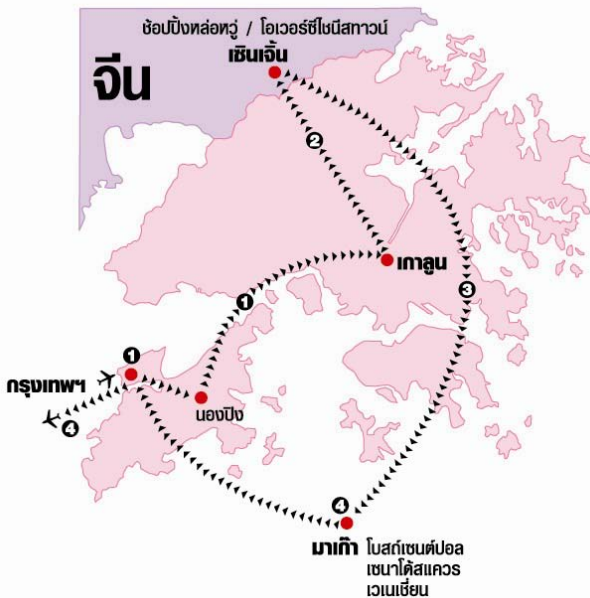 ช้อปปิ้งหล่อหวู่ / โอเวอร์ซีไชนีสทาวน์
เซินเจิ้น
จีน
2
เกาลูน
1
3
1
กรุงเทพฯ
4
นองปิง
4
มาเก๊า โบสถ์เซนต์ปอล
เซนาโด้สแควร
เวเนเชี่ยน